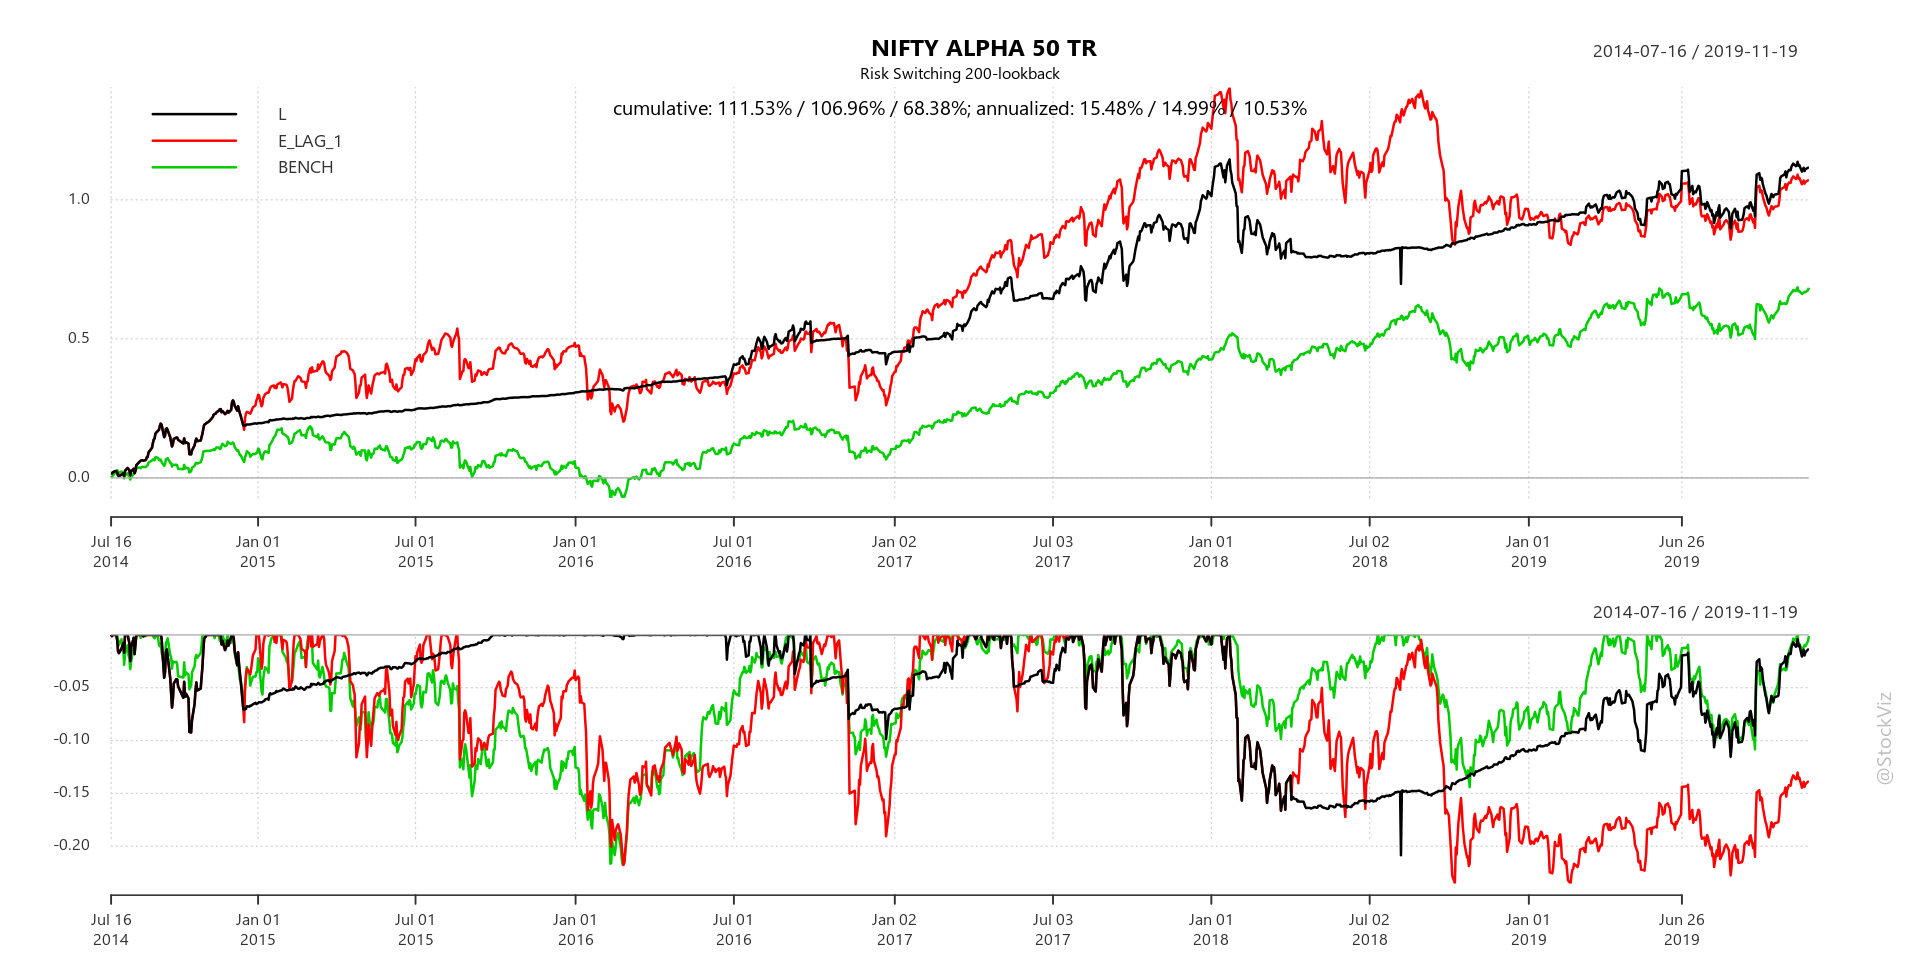 NIFTY ALPHA 50 TR
2014-07-16 / 2019-11-19
Risk Switching 200-lookback
cumulative: 111.53% / 106.96% / 68.38%; annualized: 15.48% / 14.99% / 10.53%
L
E_LAG_1
BENCH
1.0
0.5
0.0
Jul 16 Jan 01 Jul 01 Jan 01 Jul 01 Jan 02 Jul 03 Jan 01 Jul 02 Jan 01 Jun 26
2014 2015 2015 2016 2016 2017 2017 2018 2018 2019 2019
2014-07-16 / 2019-11-19
-0.05
-0.10
-0.15
-0.20
Jul 16 Jan 01 Jul 01 Jan 01 Jul 01 Jan 02 Jul 03 Jan 01 Jul 02 Jan 01 Jun 26
2014 2015 2015 2016 2016 2017 2017 2018 2018 2019 2019
@StockViz